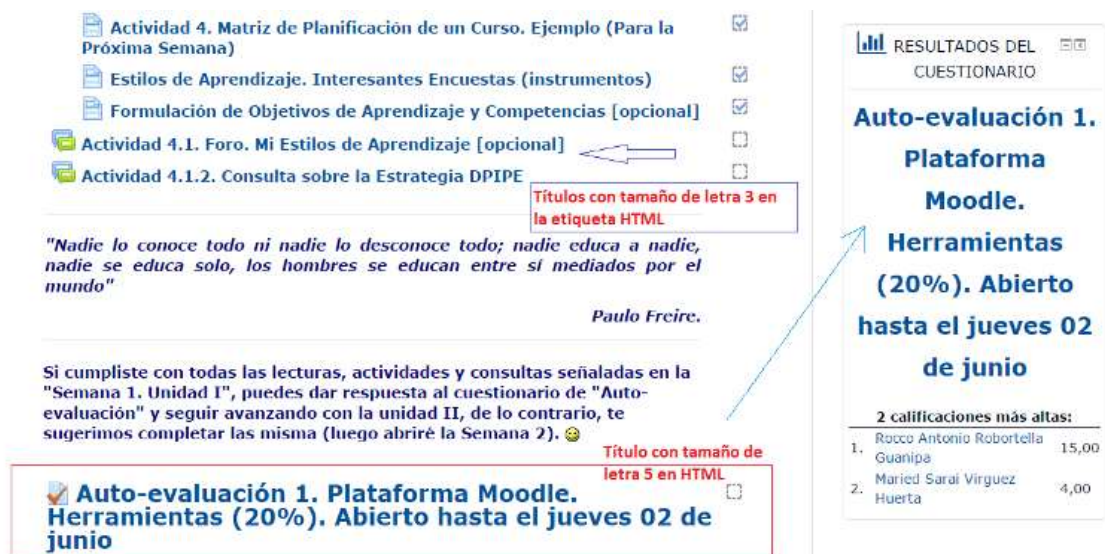 Actividad 4. Matriz de Planificación de un Curso. Ejemplo (Para la
Próxima Semana)
Estilos de Aprendizaje. Interesantes Encuestas (instrumentos)
Formulación de Objetivos de Aprendizaje y Competencias [opcional]
Actividad 4.1. Foro. Mi Estilos de Aprendizaje [opcional]
Actividad 4.1.2. Consulta sobre la Estrategia DPIPE
Títulos con tamaño de letra 3 en
la etiqueta HTML
"Nadie lo conoce todo ni nadie lo desconoce todo; nadie educa a nadie,
nadie se educa solo, los hombres se educan entre sí mediados por el
mundo"
Paulo Freire.
Si cumpliste con todas las lecturas, actividades y consultas señaladas en la
"Semana 1. Unidad I", puedes dar respuesta al cuestionario de "Auto-
evaluación" y seguir avanzando con la unidad II, de lo contrario, te
sugerimos completar las misma (luego abriré la Semana 2).
Título con tamaño de
letra 5 en HTML
Auto-evaluación 1. Plataforma Moodle.
Herramientas (20%). Abierto hasta el jueves 02 de
junio
RESULTADOS DEL
CUESTIONARIO
Auto-evaluación 1.
Plataforma
Moodle.
Herramientas
(20%). Abierto
hasta el jueves 02
de junio
2 calificaciones más altas:
1. Rocco Antonio Robortella
Guanipa 15,00
2. Maried Sarai Virguez
Huerta 4,00